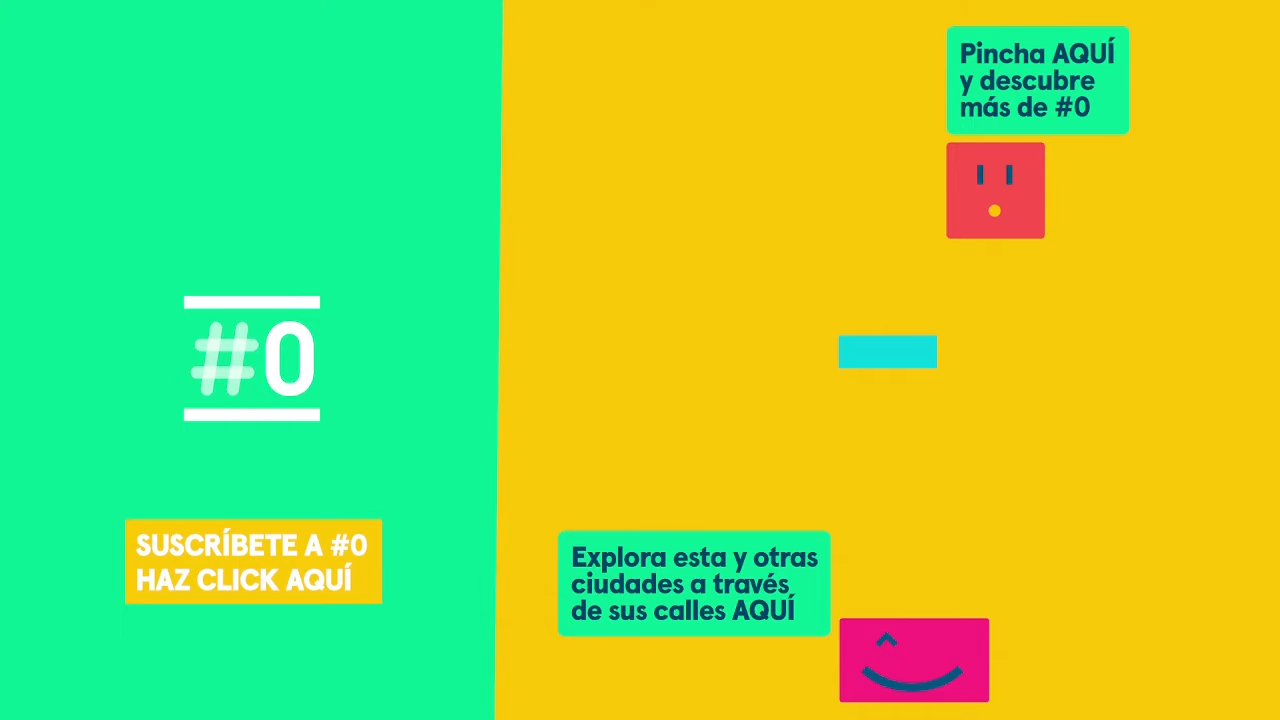 #0
SUSCRÍBETE A #0
HAZ CLICK AQUÍ
Pincha AQUÍ
y descubre
más de #0
Explora esta y otras
ciudades a través
de sus calles AQUÍ